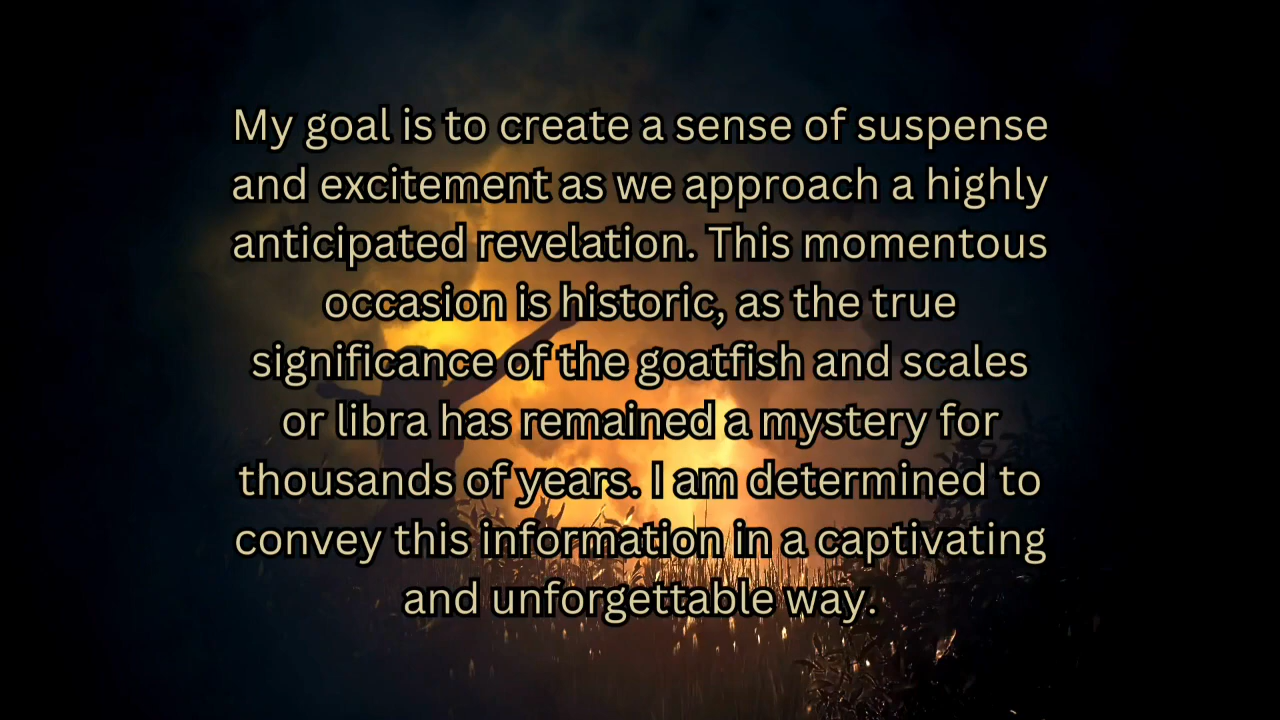 My goal is to create a sense of suspense
and excitement as we approach a highly
anticipated revelation. This momentous
occasion is historic, as the true
significance of the goatfish and scales
or libra has remained a mystery for
thousands of years. I am determined to
convey this information in a captivating
and unforgettable way.